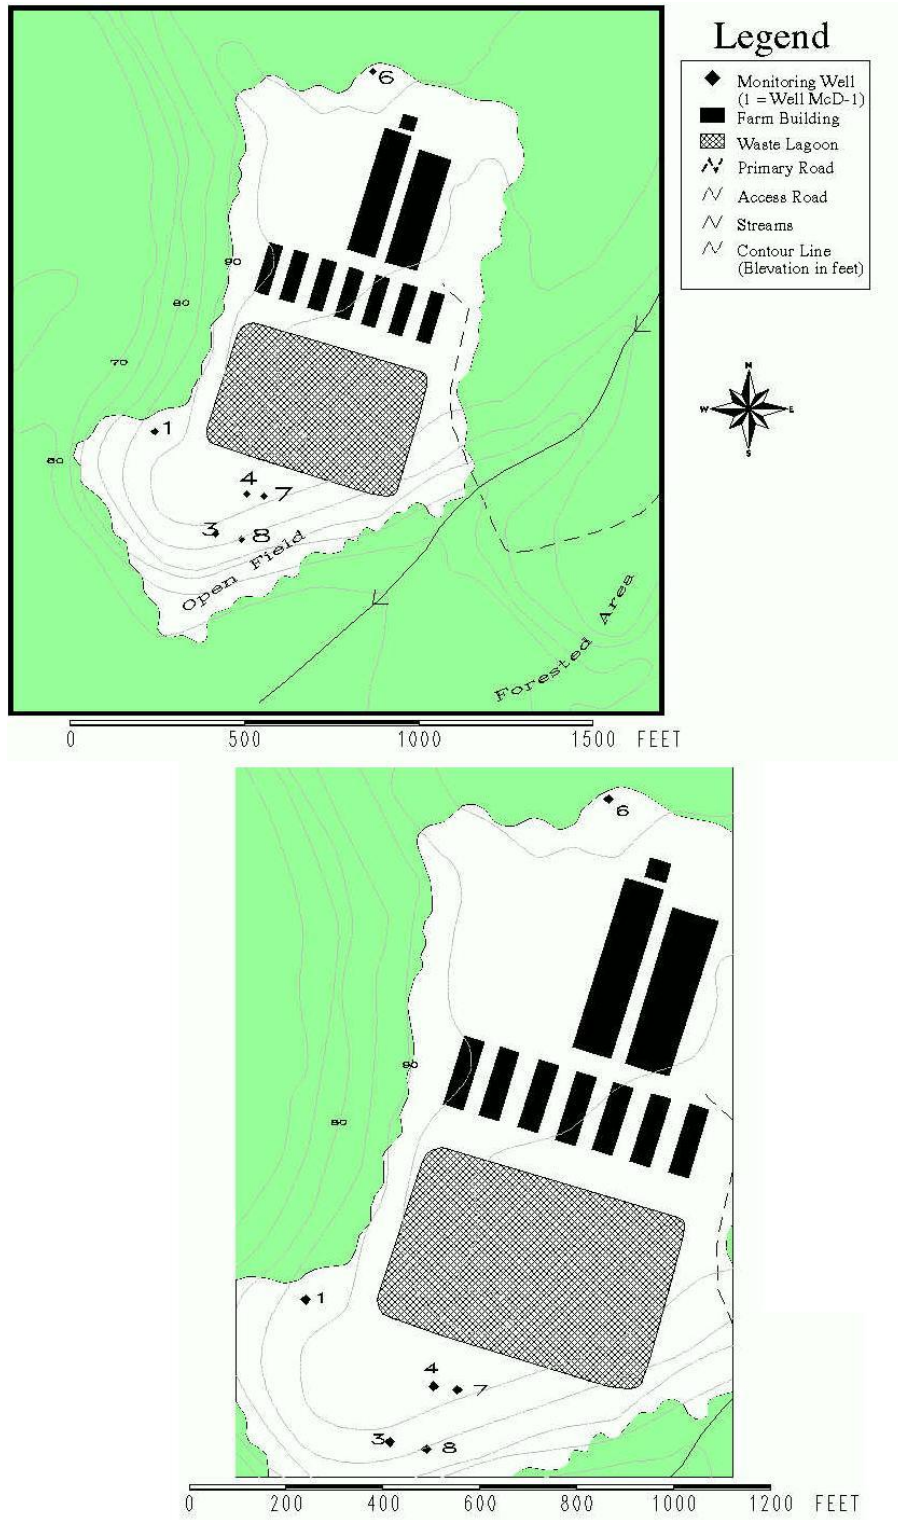 Legend
Monitoring Well
(1 = Well McD-1)
Farm Building
Waste Lagoon
Primary Road
Access Road
Streams
Contour Line
(Elevation in feet)
6
90
80
N
W E
S
70
1
80
4 7
3 8
Open Field
Forested Area
0 500 1000 1500 FEET
6
90
80
1
4
7
3 8
0 200 400 600 800 1000 1200 FEET